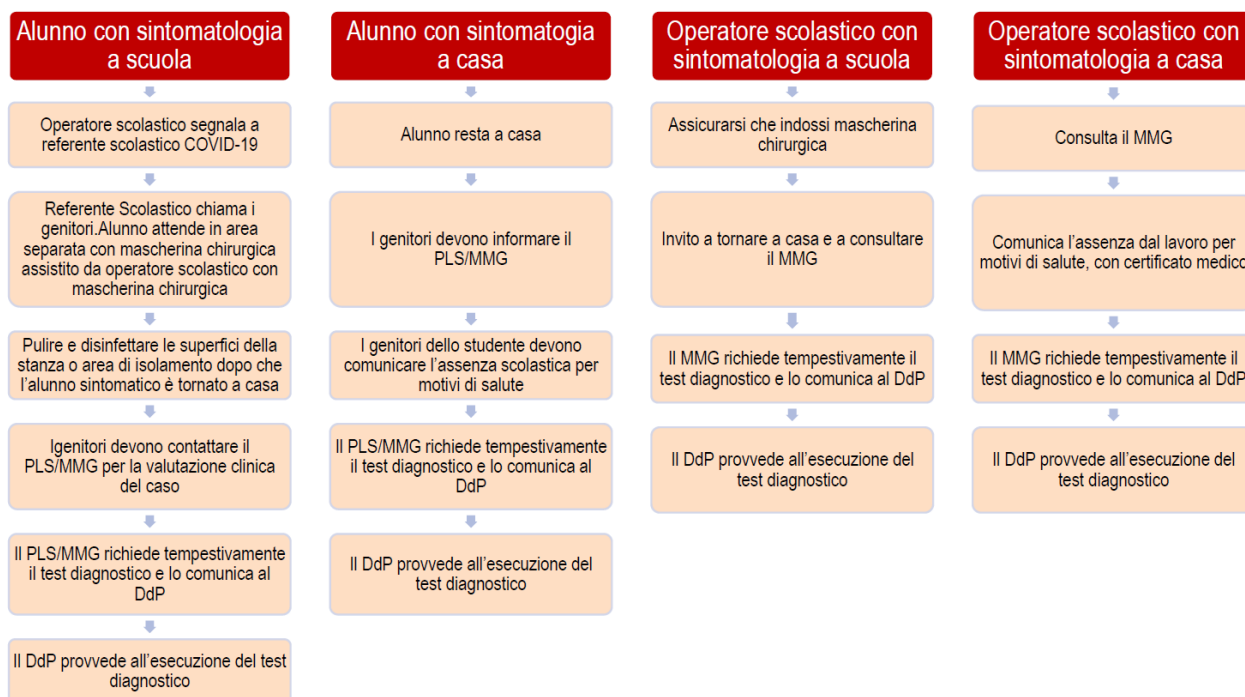 Alunno con sintomatologia
a scuola
Operatore scolastico segnala a
referente scolastico COVID-19
Referente Scolastico chiama i
genitori.Alunno attende in area
separata con mascherina chirurgica
assistito da operatore scolastico con
mascherina chirurgica
Pulire e disinfettare le superfici della
stanza o area di isolamento dopo che
l'alunno sintomatico è tornato a casa
Igenitori devono contattare il
PLS/MMG per la valutazione clinica
del caso
Il PLS/MMG richiede tempestivamente
il test diagnostico e lo comunica al
DdP
Il DdP provvede all'esecuzione del test
diagnostico
Alunno con sintomatogia
a casa
Alunno resta a casa
I genitori devono informare il
PLS/MMG
I genitori dello studente devono
comunicare l'assenza scolastica per
motivi di salute
Il PLS/MMG richiede tempestivamente
il test diagnostico e lo comunica al
DdP
Il DdP provvede all'esecuzione del
test diagnostico
Operatore scolastico con
sintomatologia a scuola
Assicurarsi che indossi mascherina
chirurgica
Invito a tornare a casa e a consultare
il MMG
Il MMG richiede tempestivamente il
test diagnostico e lo comunica al DdP
Il DdP provvede all'esecuzione del
test diagnostico
Operatore scolastico con
sintomatologia a casa
Consulta il MMG
Comunica l'assenza dal lavoro per
motivi di salute, con certificato medico
Il MMG richiede tempestivamente il
test diagnostico e lo comunica al DdP
Il DdP provvede all'esecuzione del
test diagnostico